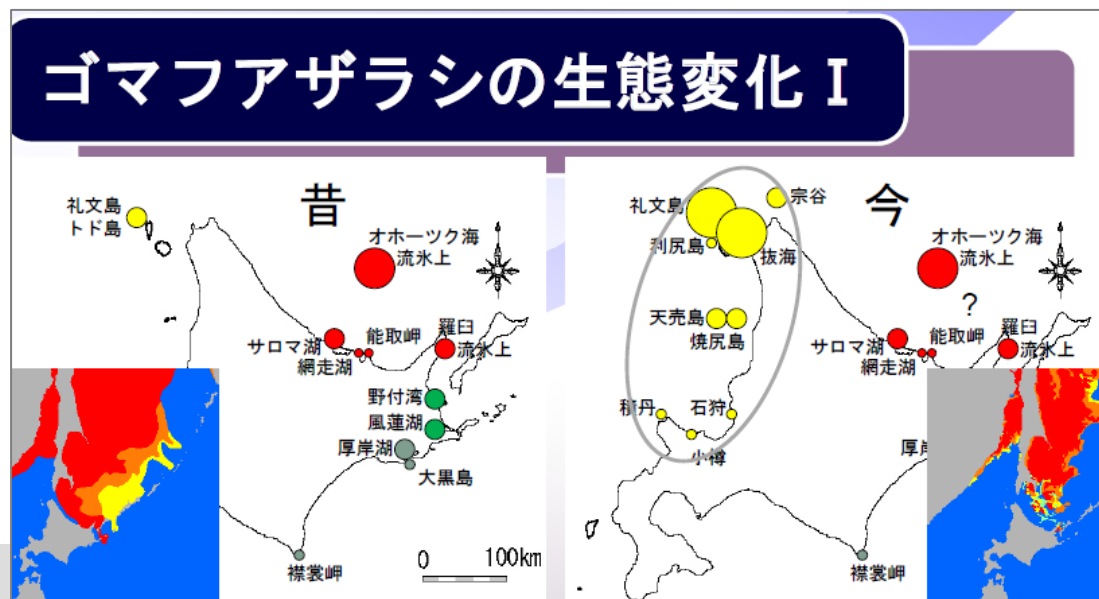 ゴマフアザラシの生態変化 Ⅰ
昔
礼文島
トド島
オホーツク海
流氷上
サロマ湖
能取岬
網走湖
羅臼
流氷上
野付湾
風蓮湖
厚岸湖
大黒島
襟裳岬
0 100km
今
礼文島
宗谷
利尻島
抜海
オホーツク海
流氷上
?
天売島
焼尻島
サロマ湖
能取岬
網走湖
羅臼
流氷上
積丹
石狩
小樽
襟裳岬